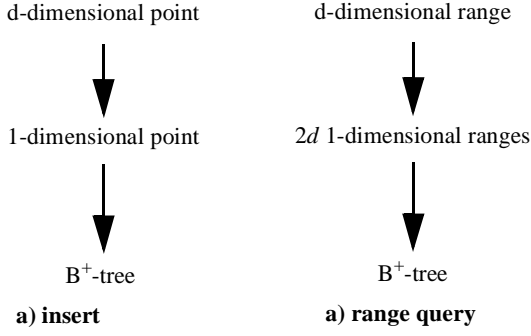 d-dimensional point
d-dimensional range
1-dimensional point
2d 1-dimensional ranges
B+-tree
B+-tree
a) insert
a) range query